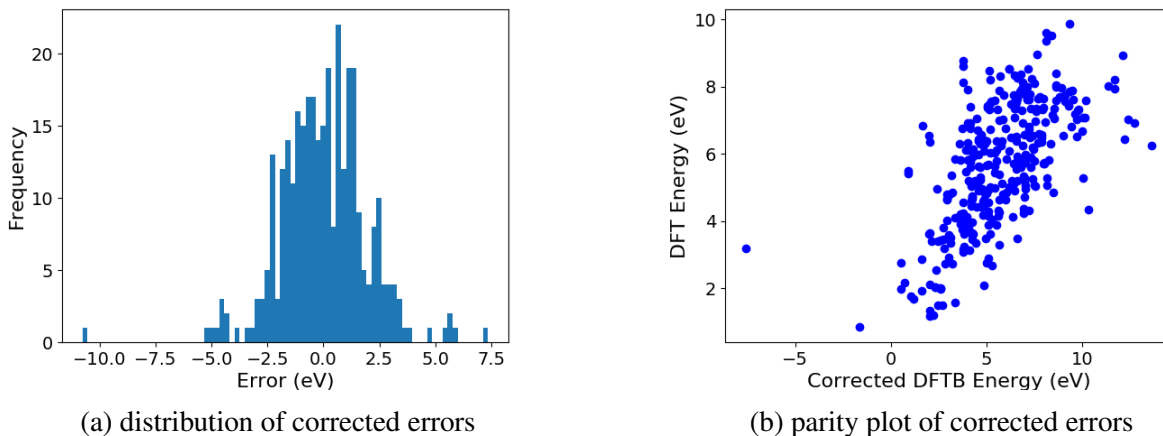 20
15
10
5
0
Frequency
−10.0 −7.5 −5.0 −2.5 0.0 2.5 5.0 7.5
Error (eV)
(a) distribution of corrected errors
10
8
6
4
2
DFT Energy (eV)
−5 0 5 10
Corrected DFTB Energy (eV)
(b) parity plot of corrected errors